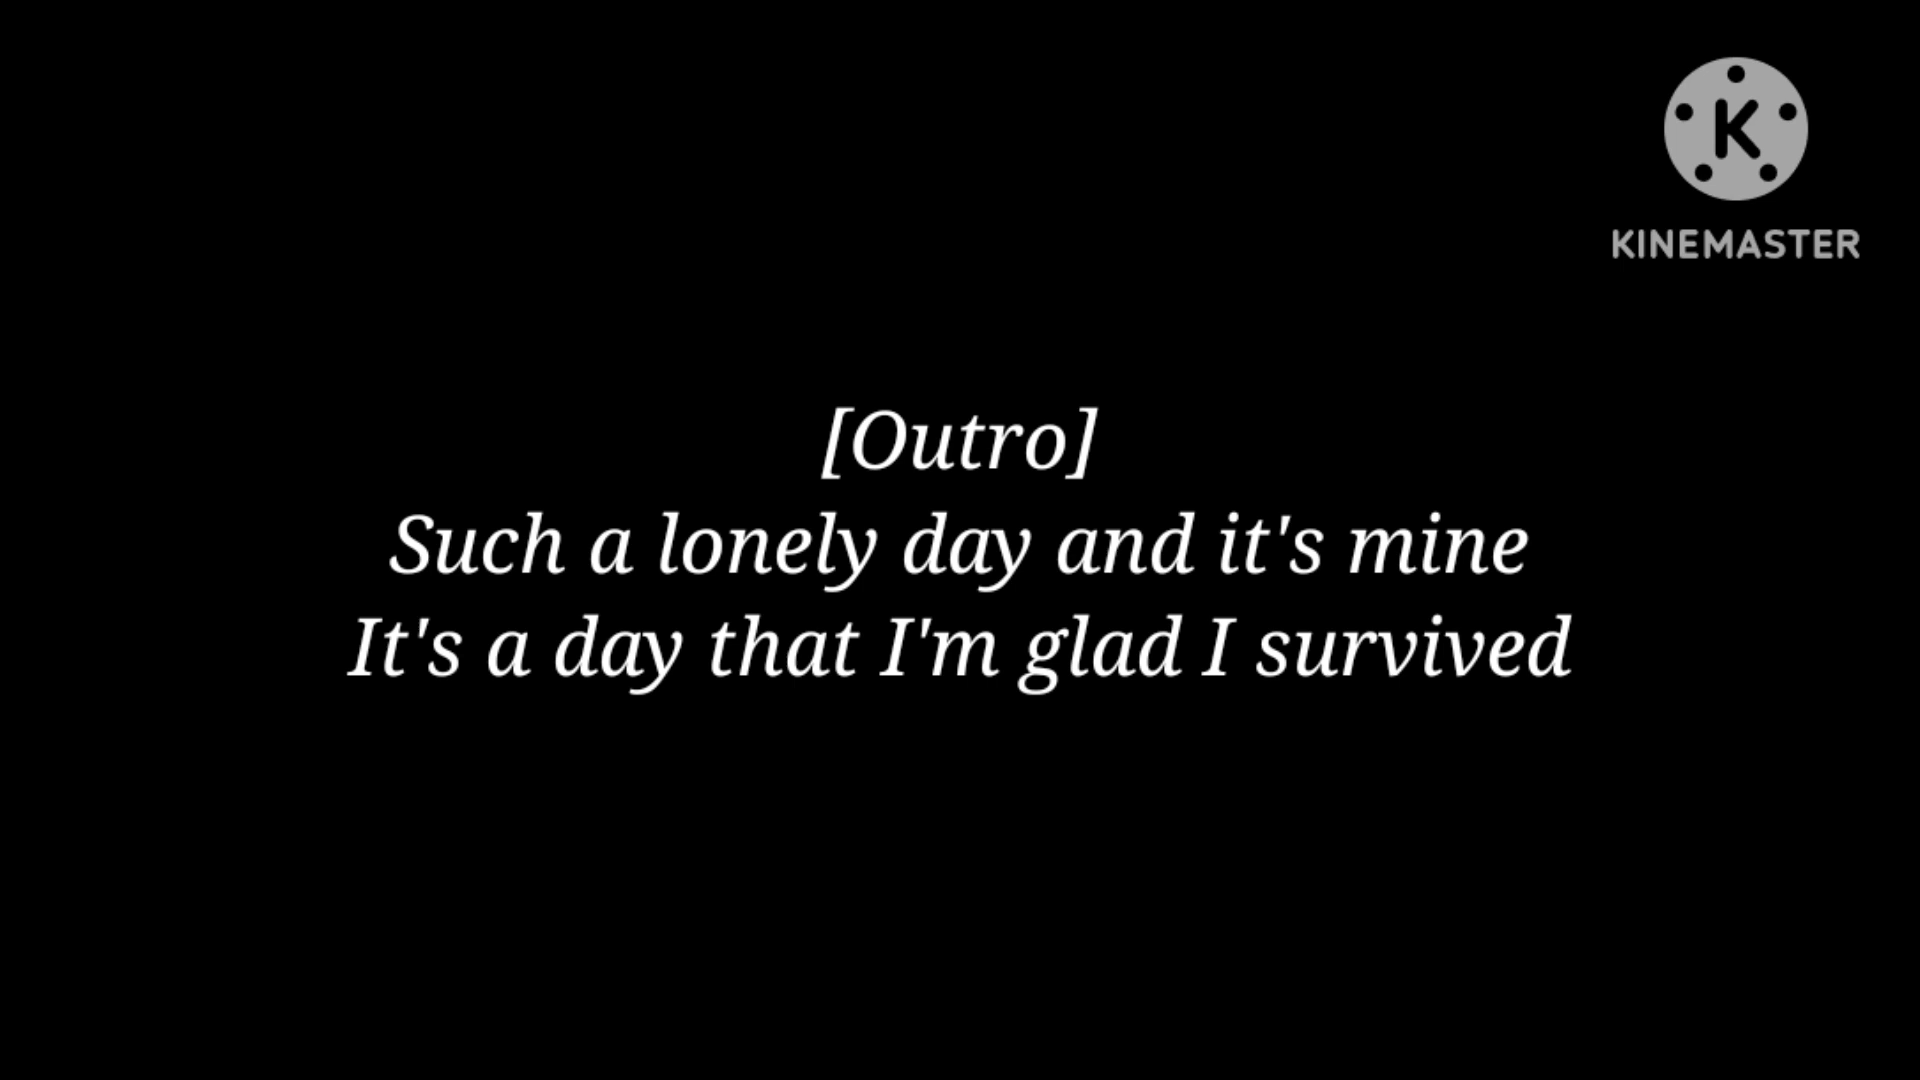 K
KINEMASTER
[Outro]
Such a lonely day and it's mine
It's a day that I'm glad I survived